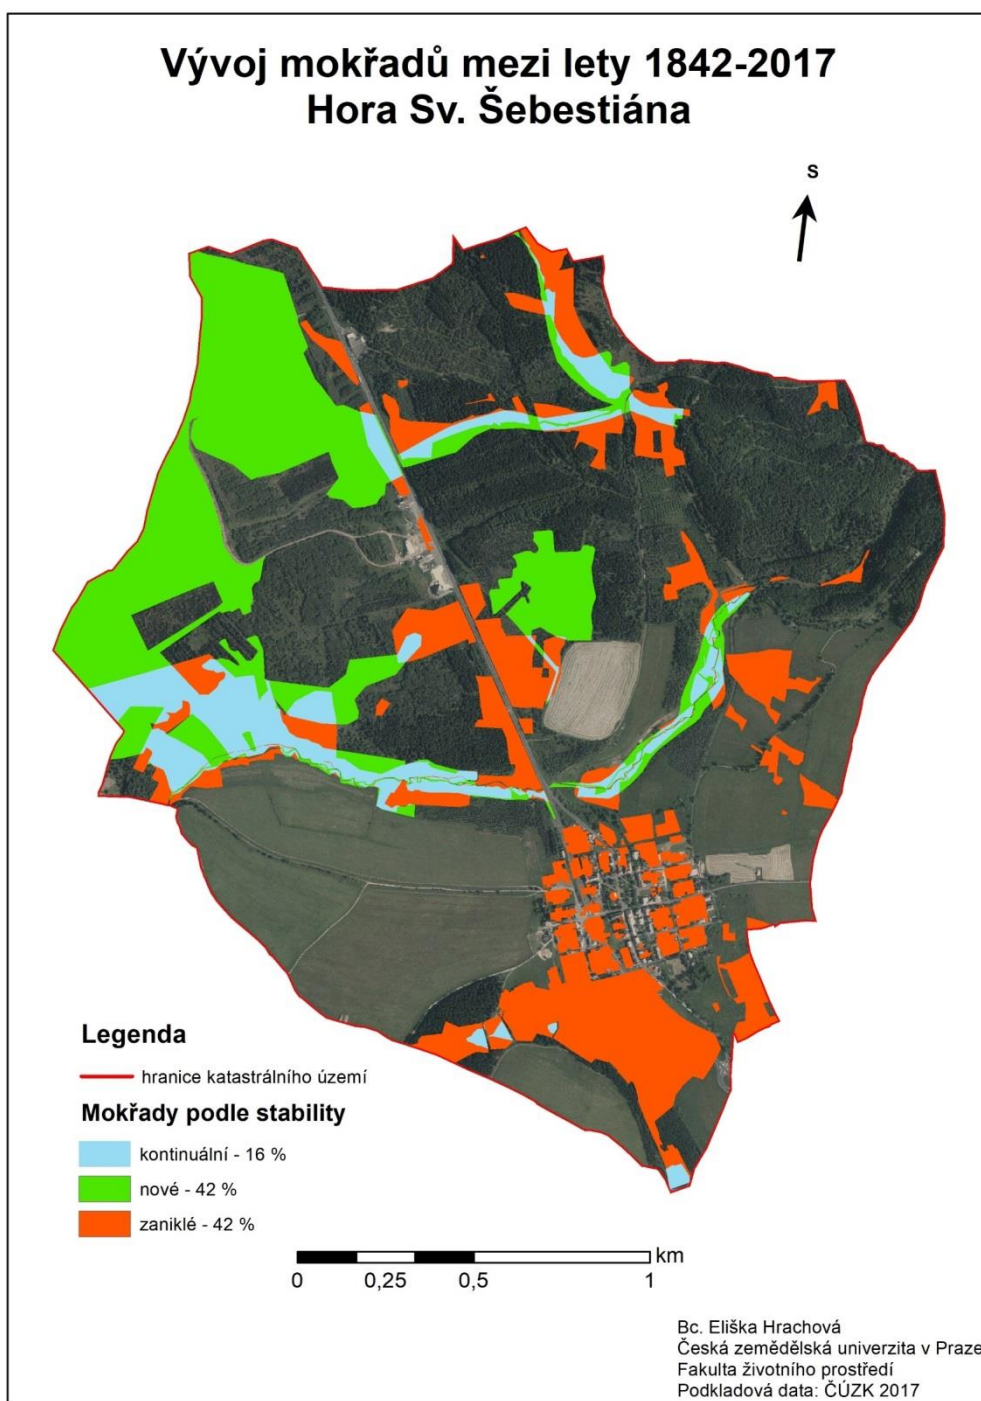 Vývoj mokřadů mezi lety 1842-2017
Hora Sv. Šebestiána
S
Legenda
hranice katastrálního území
Mokřady podle stability
kontinuální - 16 %
nové - 42 %
zaniklé - 42 %
km
0 0,25 0,5 1
Bc. Eliška Hrachová
Česká zemědělská univerzita v Praze
Fakulta životního prostředí
Podkladová data: ČÚZK 2017